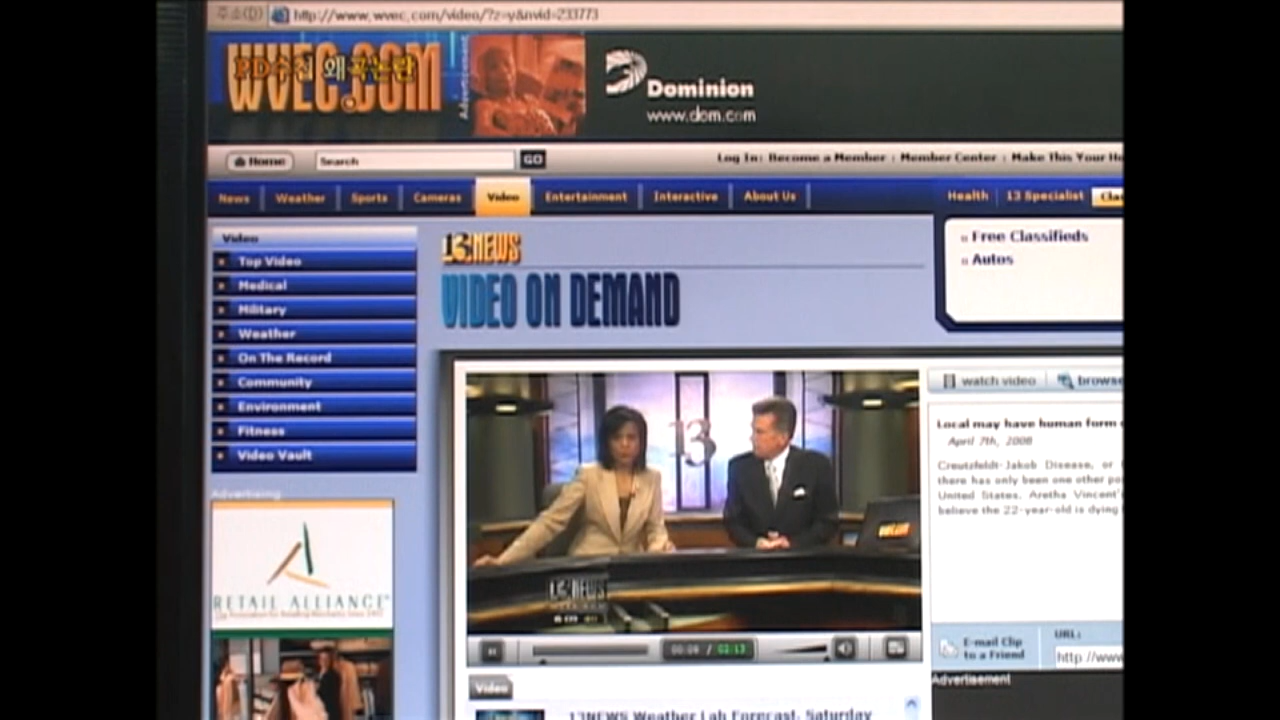 주소(D) http://www.wvec.com/video/?z=y&nvid=233773
WVEC.COM
PD수첩 왜곡논란
Advertisement
Dominion
www.dom.com
Home
Search
GO
Log In: Become a Member : Member Center : Make This Your Ho
News Weather Sports Cameras Video Entertainment Interactive About Us
Health 13 Specialist Clas
Free Classifieds
Autos
Video
Top Video
Medical
Military
Weather
On The Record
Community
Environment
Fitness
Video Vault
13NEWS
VIDEO ON DEMAND
13
13NEWS
watch video browse
Local may have human form
April 7th, 2008
Creutzfeldt-Jakob Disease, or
there has only been one other pos
United States. Aretha Vincent's
believe the 22-year-old is dying
00:08 / 02:13
E-mail Clip
to a Friend
URL:
http://www
Advertisement
Advertising
RETAIL ALLIANCE
Video
13NEWS Weather Lab Forecast, Saturday